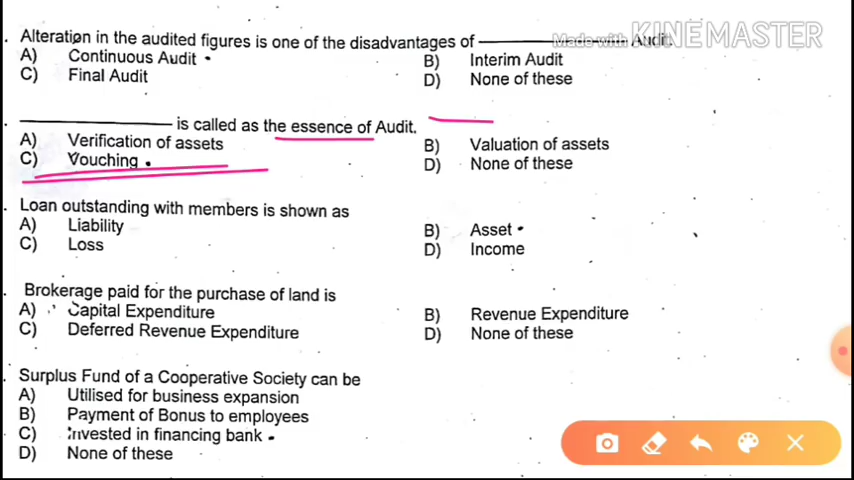 . Alteration in the audited figures is one of the disadvantages of ____________ Audit.
Made with KINEMASTER
A) Continuous Audit
B) Interim Audit
C) Final Audit
D) None of these
. ____________ is called as the essence of Audit.
A) Verification of assets
B) Valuation of assets
C) Vouching
D) None of these
. Loan outstanding with members is shown as
A) Liability
B) Asset
C) Loss
D) Income
. Brokerage paid for the purchase of land is
A) Capital Expenditure
B) Revenue Expenditure
C) Deferred Revenue Expenditure
D) None of these
. Surplus Fund of a Cooperative Society can be
A) Utilised for business expansion
B) Payment of Bonus to employees
C) Invested in financing bank
D) None of these